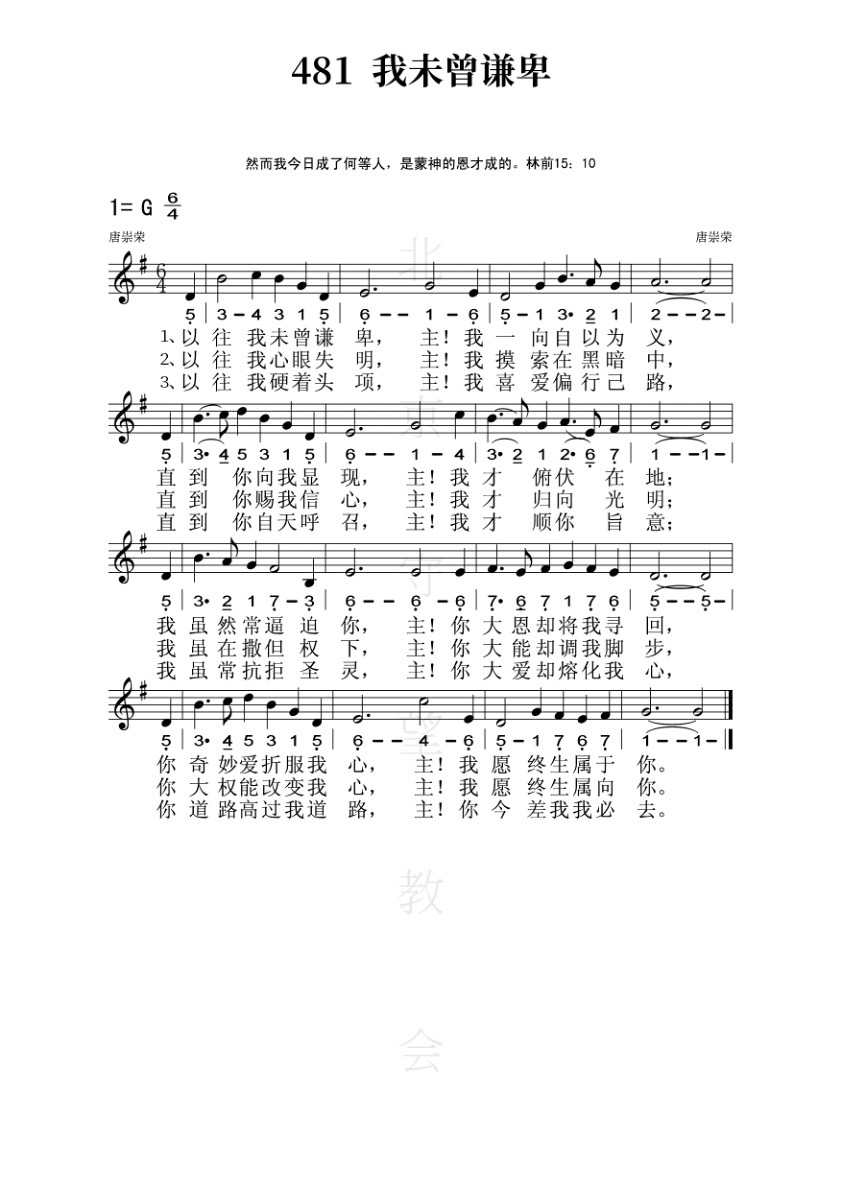 481 我未曾谦卑
然而我今日成了何等人，是蒙神的恩才成的。林前15：10
1= G 6/4
唐崇荣 唐崇荣
5 | 3 – 4 3 1 5 | 6 – – 1 – 6 | 5 – 1 3· 2 1 | 2 – – 2 – |
1、以往我未曾谦卑，主！我一向自以为义，
2、以往我心眼失明，主！我摸索在黑暗中，
3、以往我硬着头项，主！我喜爱偏行己路，
5 | 3· 4 5 3 1 5 | 6 – – 1 – 4 | 3· 2 1 2· 6 7 | 1 – – 1 – |
直到你向我显现，主！我才俯伏在地；
直到你赐我信心，主！我才归向光明；
直到你自天呼召，主！我才顺你旨意；
5 | 3· 2 1 7 – 3 | 6 – – 6 – 6 | 7· 6 7 1 7 6 | 5 – – 5 – |
我虽然常逼迫你，主！你大恩却将我寻回，
我虽在撒但权下，主！你大能却调我脚步，
我虽常抗拒圣灵，主！你大爱却熔化我心，
5 | 3· 4 5 3 1 5 | 6 – – 4 – 6 | 5 – 1 7 6 7 | 1 – – 1 – ||
你奇妙爱折服我心，主！我愿终生属于你。
你大权能改变我心，主！我愿终生属向你。
你道路高过我道路，主！你今差我我必去。
北京守望教会